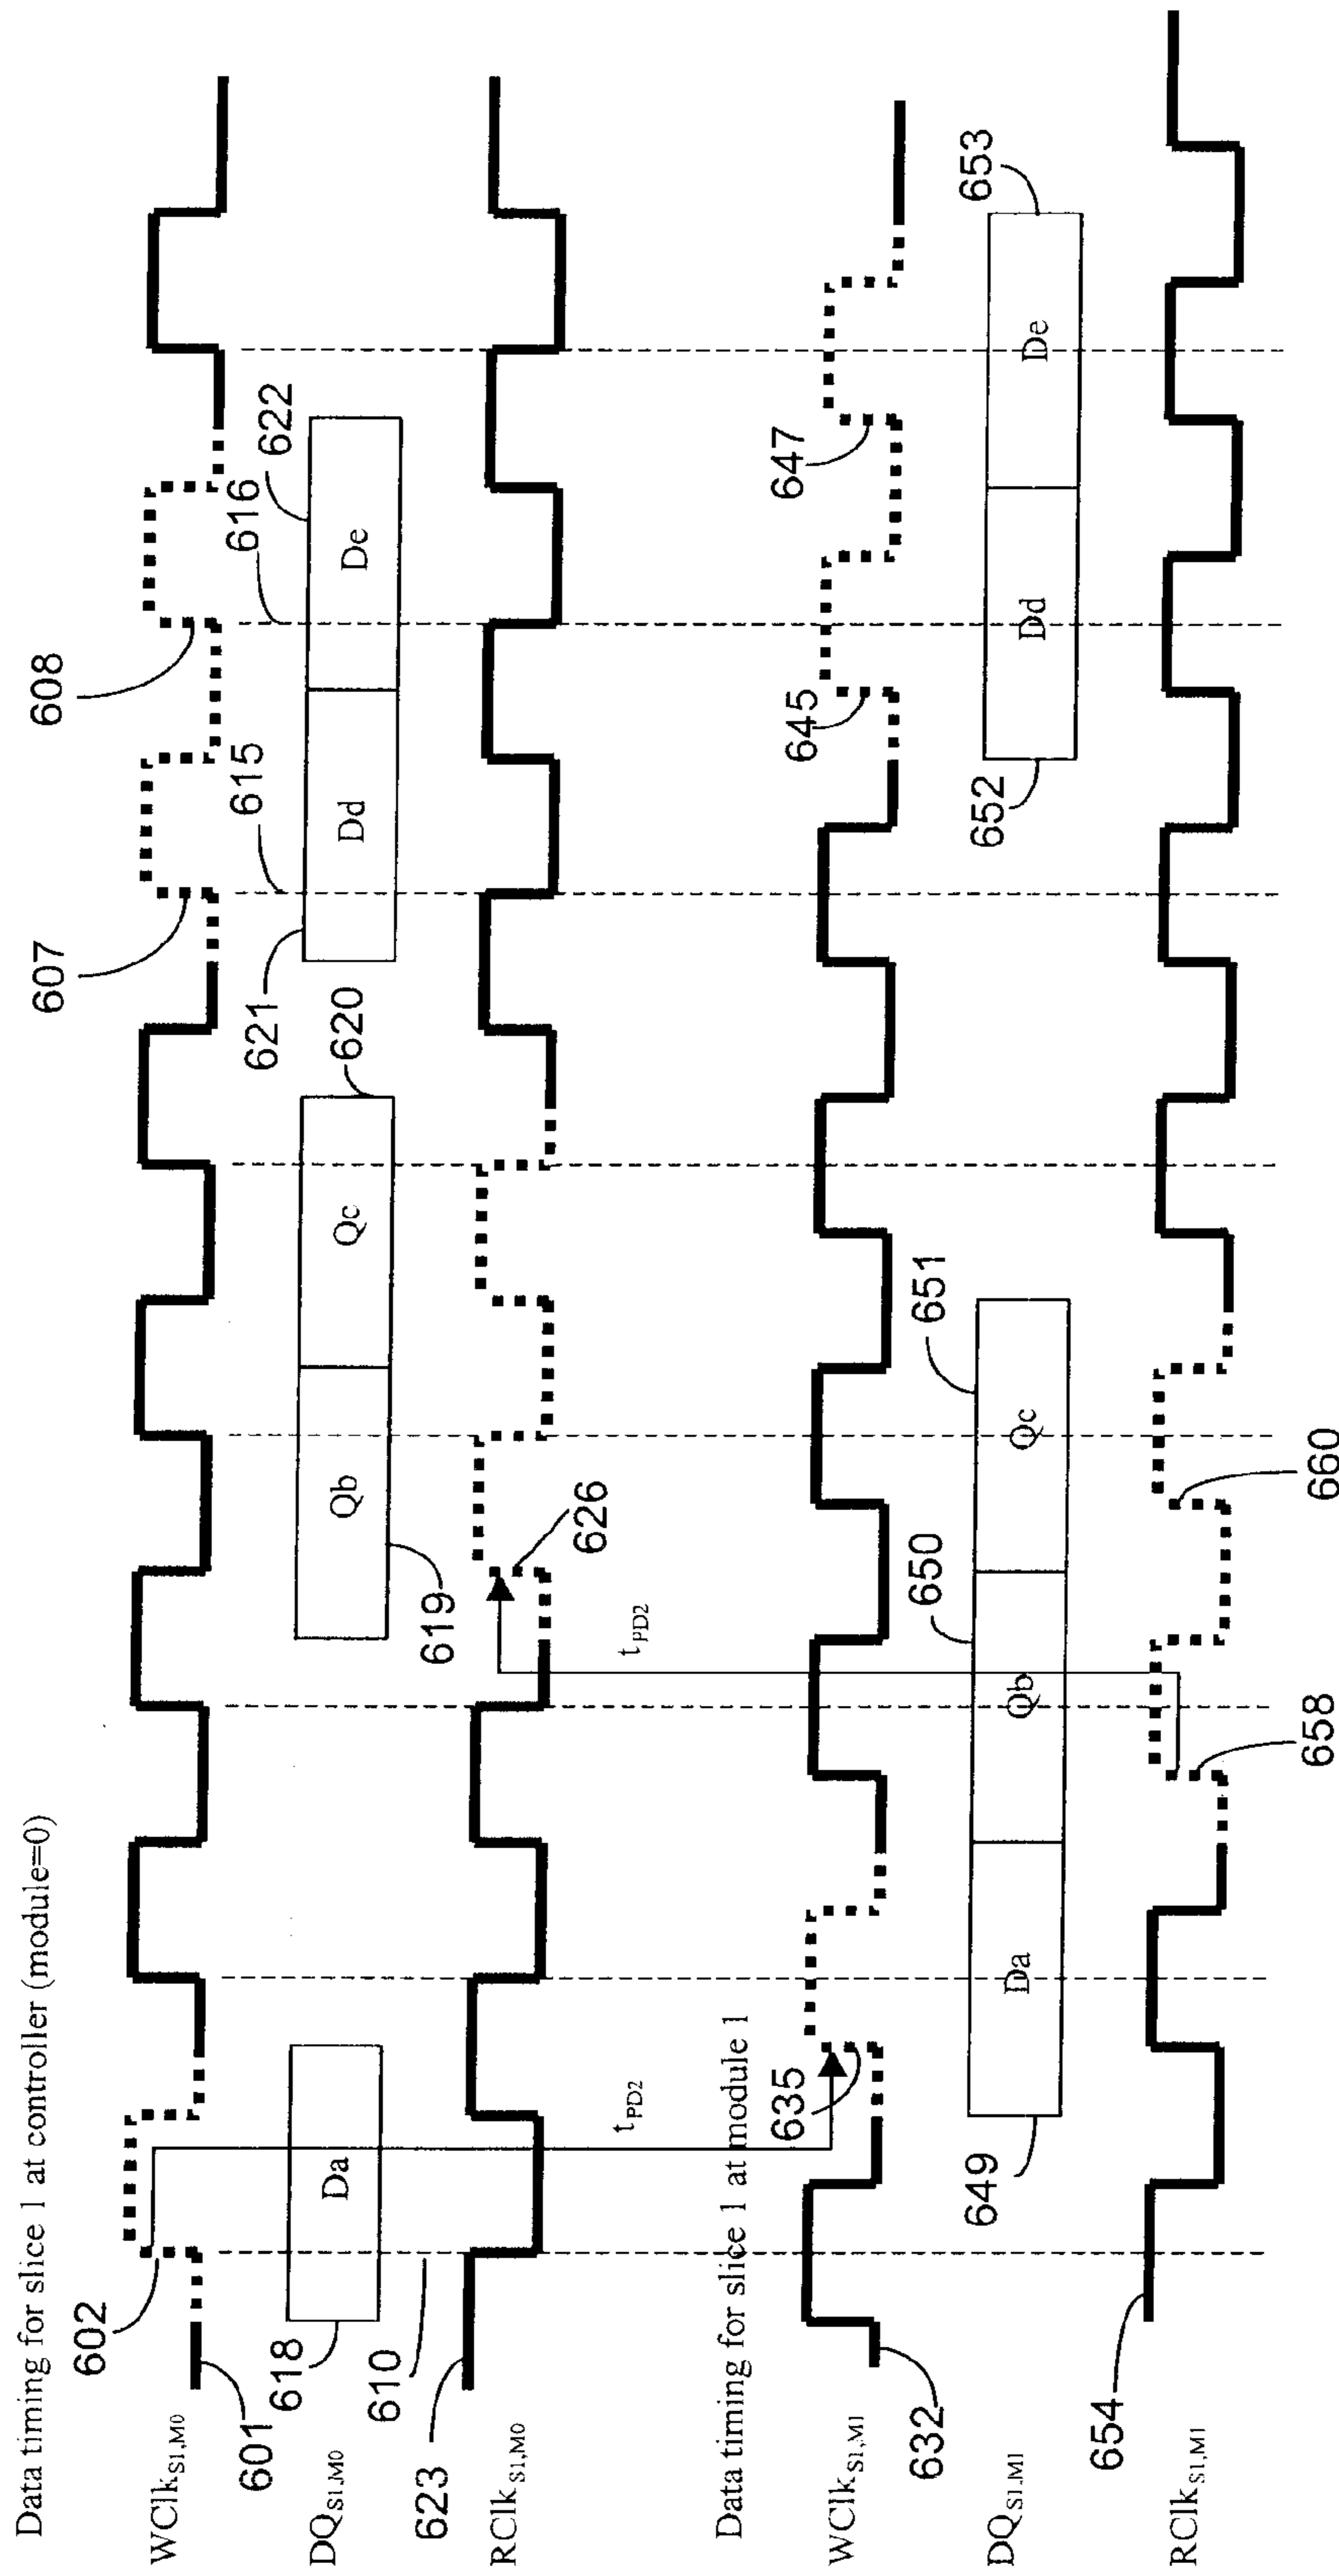 Data timing for slice 1 at controller (module=0)
602
607
608
WClk_S1,M0
601
615
616
622
621
620
DQ_S1,M0
618
Da
Qb
Qc
Dd
De
610
619
623
RClk_S1,M0
626
t_PD2
t_PD2
Data timing for slice 1 at module 1
635
645
647
WClk_S1,M1
632
649
650
651
652
653
DQ_S1,M1
Da
Qb
Qc
Dd
De
654
RClk_S1,M1
658
660